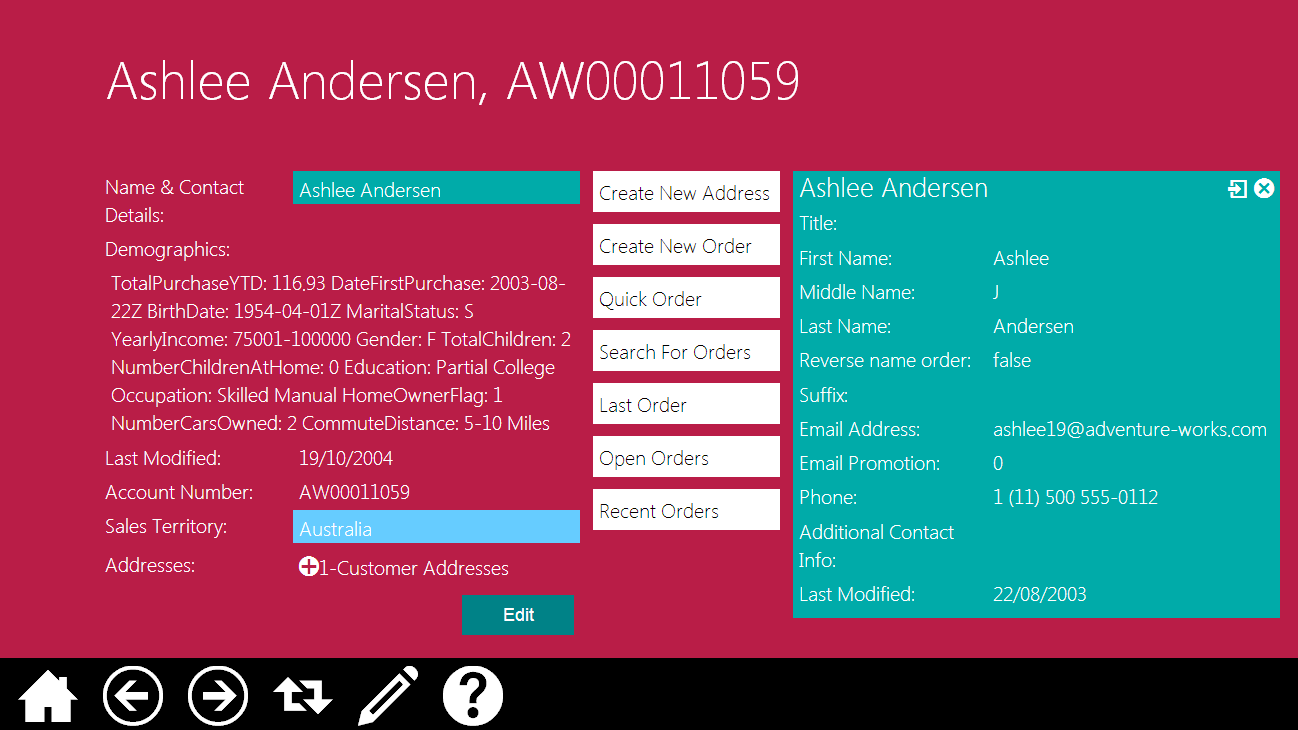 Ashlee Andersen, AW00011059
Name & Contact
Details:
Ashlee Andersen
Demographics:
TotalPurchaseYTD: 116.93 DateFirstPurchase: 2003-08-
22Z BirthDate: 1954-04-01Z MaritalStatus: S
YearlyIncome: 75001-100000 Gender: F TotalChildren: 2
NumberChildrenAtHome: 0 Education: Partial College
Occupation: Skilled Manual HomeOwnerFlag: 1
NumberCarsOwned: 2 CommuteDistance: 5-10 Miles
Last Modified: 19/10/2004
Account Number: AW00011059
Sales Territory: Australia
Addresses: 1-Customer Addresses
Edit
Create New Address
Create New Order
Quick Order
Search For Orders
Last Order
Open Orders
Recent Orders
Ashlee Andersen
Title:
First Name: Ashlee
Middle Name: J
Last Name: Andersen
Reverse name order: false
Suffix:
Email Address: ashlee19@adventure-works.com
Email Promotion: 0
Phone: 1 (11) 500 555-0112
Additional Contact
Info:
Last Modified: 22/08/2003